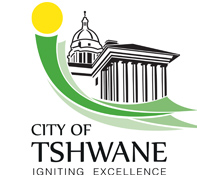 CITY OF
TSHWANE
IGNITING EXCELLENCE